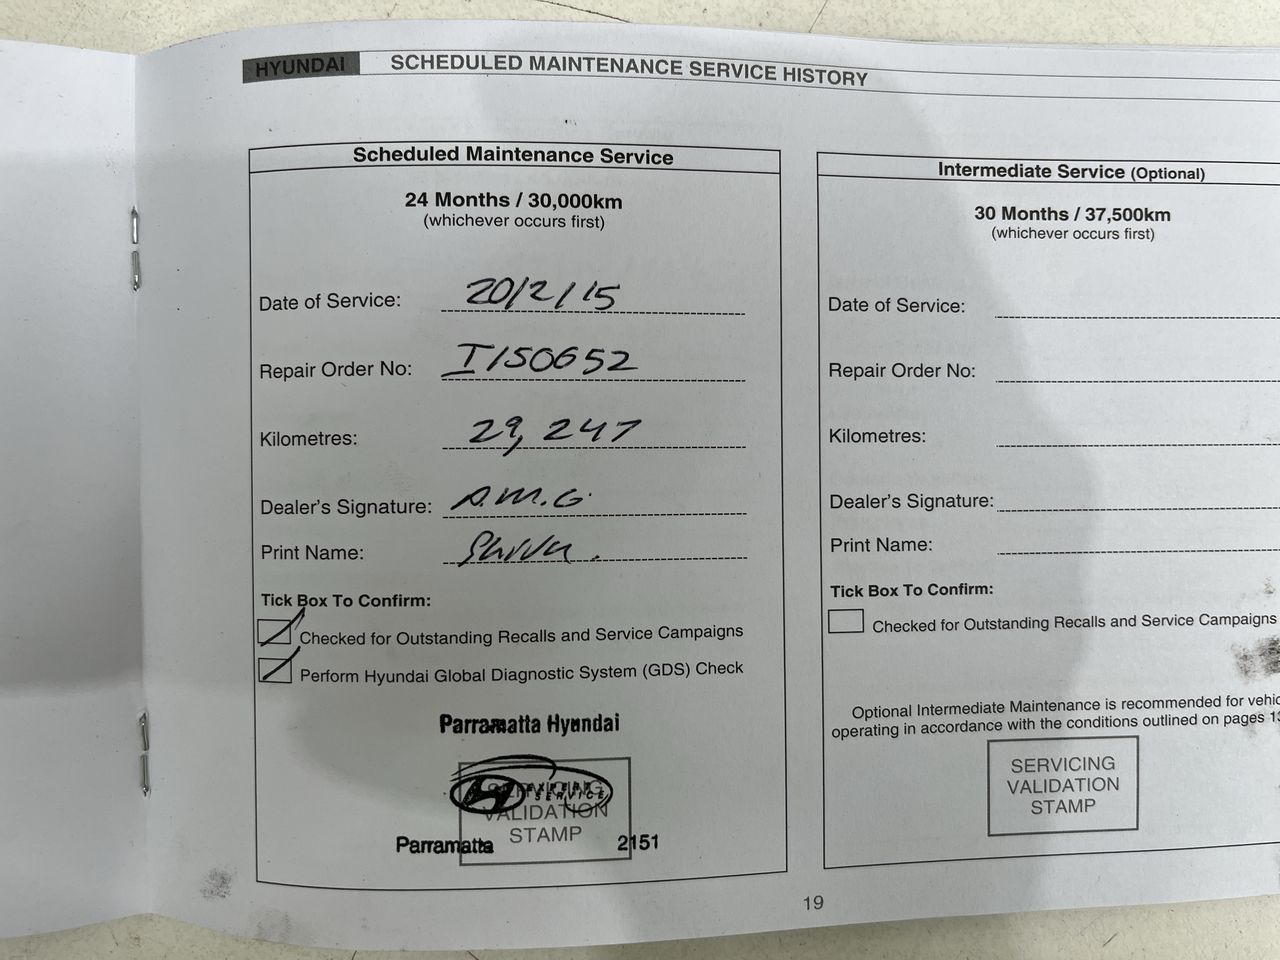 HYUNDAI SCHEDULED MAINTENANCE SERVICE HISTORY
Scheduled Maintenance Service
24 Months / 30,000km
(whichever occurs first)
Date of Service: 20/2/15
Repair Order No: I150652
Kilometres: 29,247
Dealer's Signature: A.M.G.
Print Name:
Tick Box To Confirm:
Checked for Outstanding Recalls and Service Campaigns
Perform Hyundai Global Diagnostic System (GDS) Check
Parramatta Hyundai
SERVICING
SERVICE
VALIDATION
STAMP
Parramatta 2151
Intermediate Service (Optional)
30 Months / 37,500km
(whichever occurs first)
Date of Service:
Repair Order No:
Kilometres:
Dealer's Signature:
Print Name:
Tick Box To Confirm:
Checked for Outstanding Recalls and Service Campaigns
Optional Intermediate Maintenance is recommended for
operating in accordance with the conditions outlined on pages
SERVICING
VALIDATION
STAMP
19